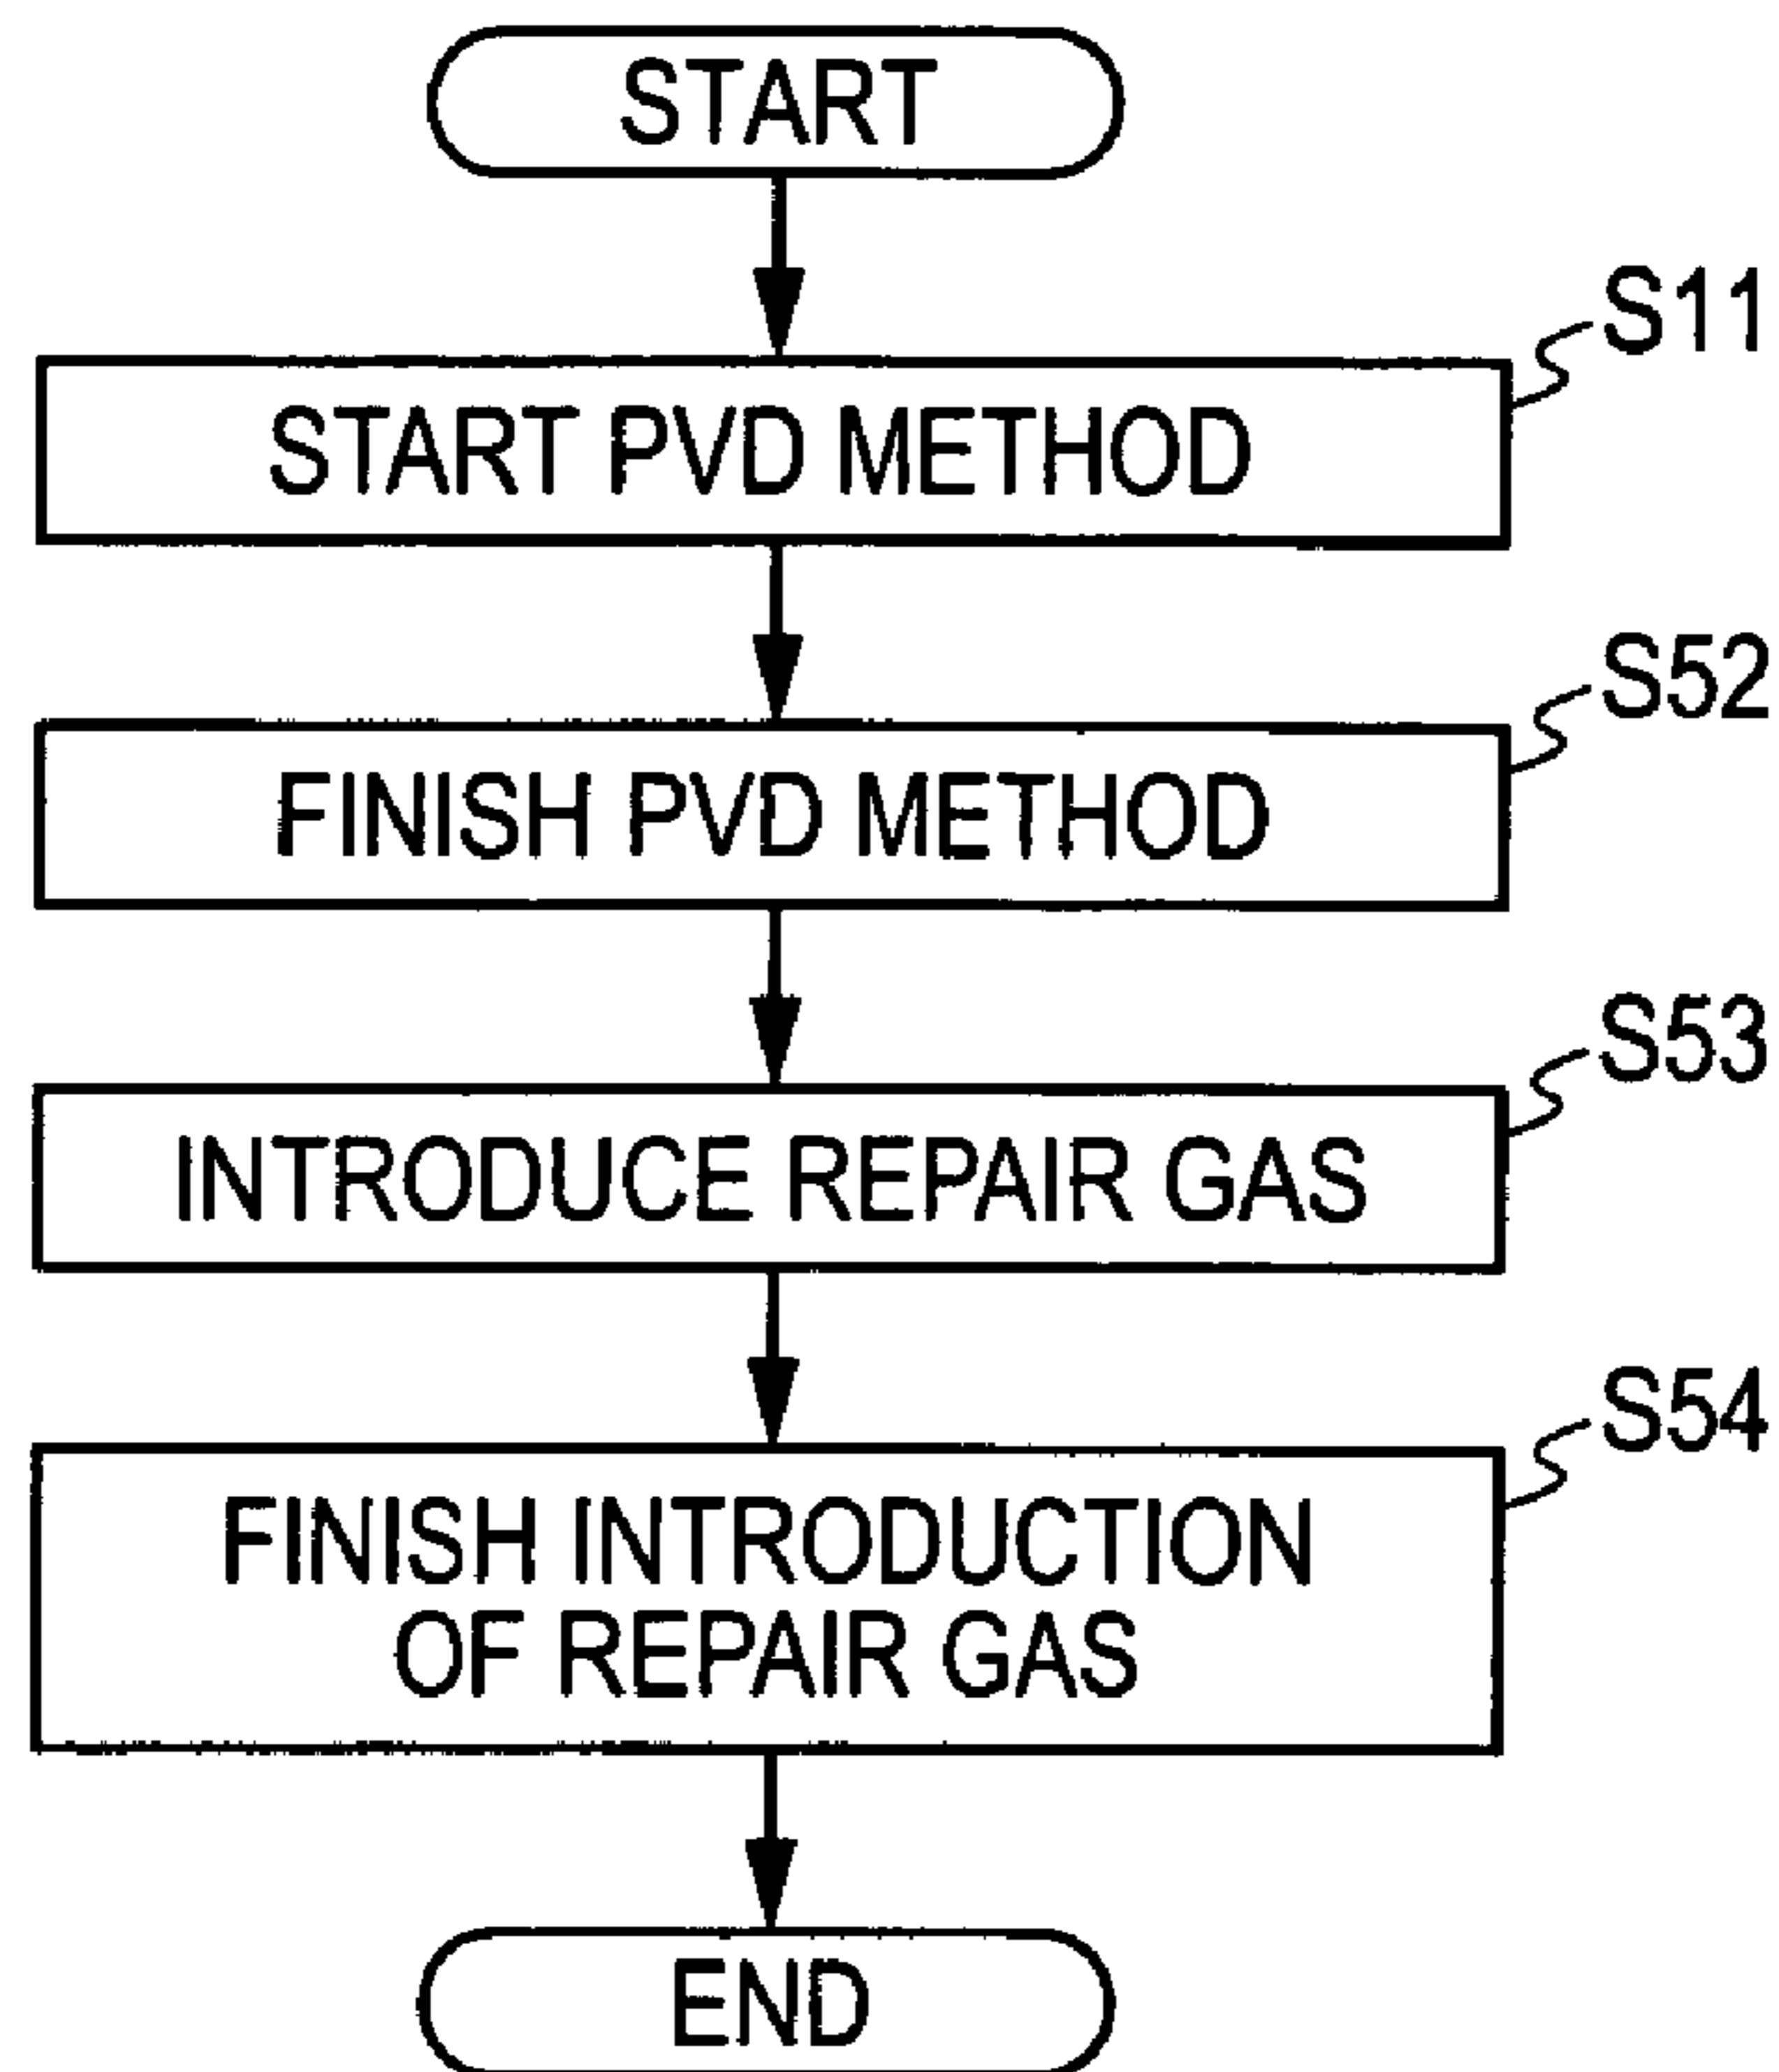 START
S11
START PVD METHOD
S52
FINISH PVD METHOD
S53
INTRODUCE REPAIR GAS
S54
FINISH INTRODUCTION
OF REPAIR GAS
END